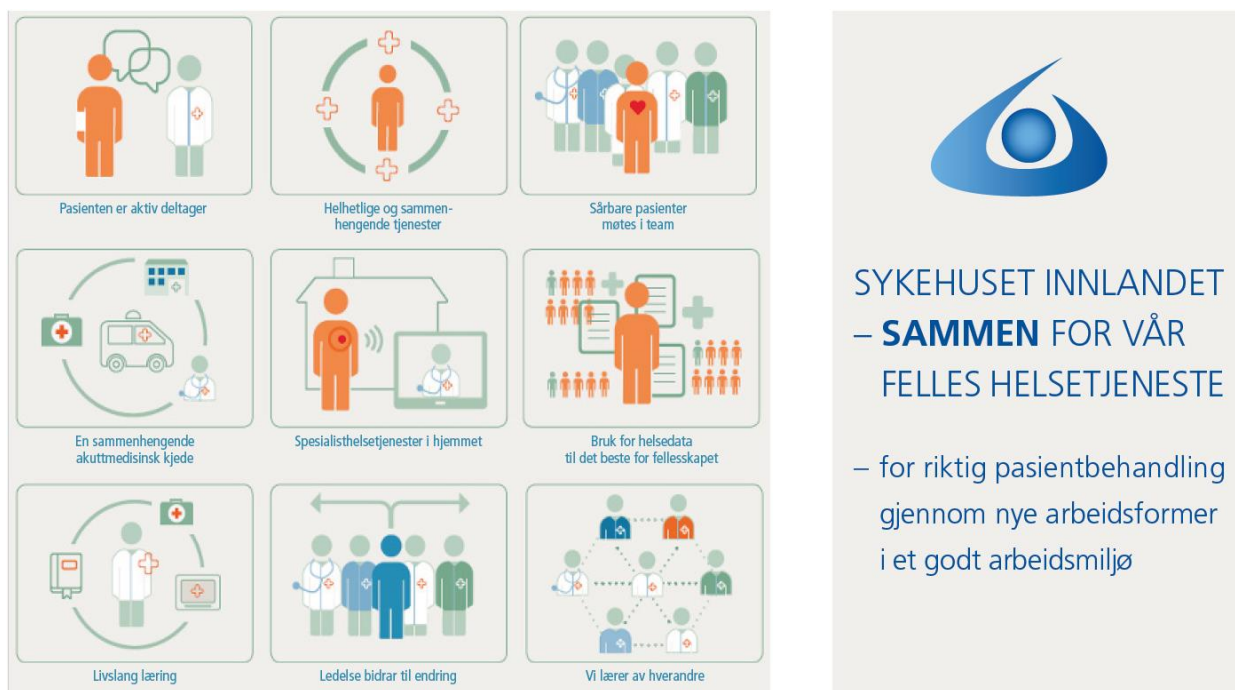 Pasienten er aktiv deltager
Helhetlige og sammen-
hengende tjenester
Sårbare pasienter
møtes i team
En sammenhengende
akuttmedisinsk kjede
Spesialisthelsetjenester i hjemmet
Bruk for helsedata
til det beste for fellesskapet
Livslang læring
Ledelse bidrar til endring
Vi lærer av hverandre
SYKEHUSET INNLANDET
– SAMMEN FOR VÅR
FELLES HELSETJENESTE
– for riktig pasientbehandling
gjennom nye arbeidsformer
i et godt arbeidsmiljø